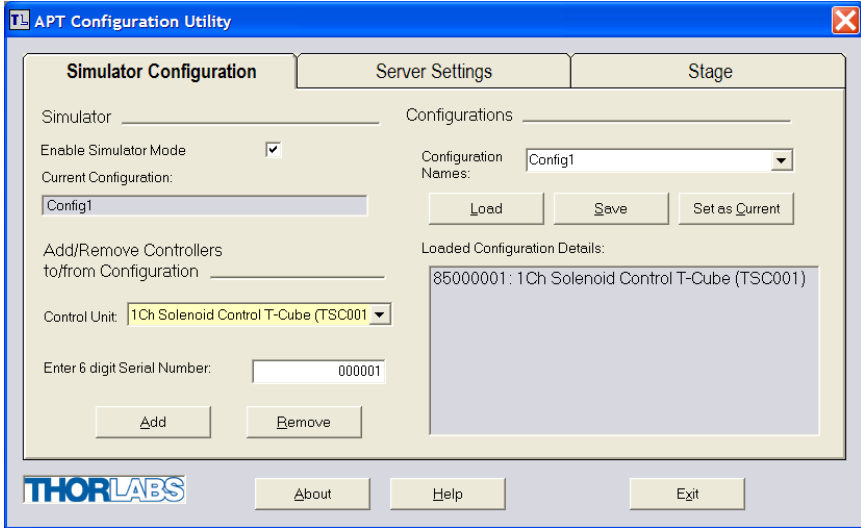 APT Configuration Utility
Simulator Configuration
Server Settings
Stage
Simulator
Enable Simulator Mode
Current Configuration:
Config1
Add/Remove Controllers
to/from Configuration
Control Unit:
1Ch Solenoid Control T-Cube (TSC001
Enter 6 digit Serial Number:
000001
Add
Remove
Configurations
Configuration
Names:
Config1
Load
Save
Set as Current
Loaded Configuration Details:
85000001: 1Ch Solenoid Control T-Cube (TSC001)
THORLABS
About
Help
Exit